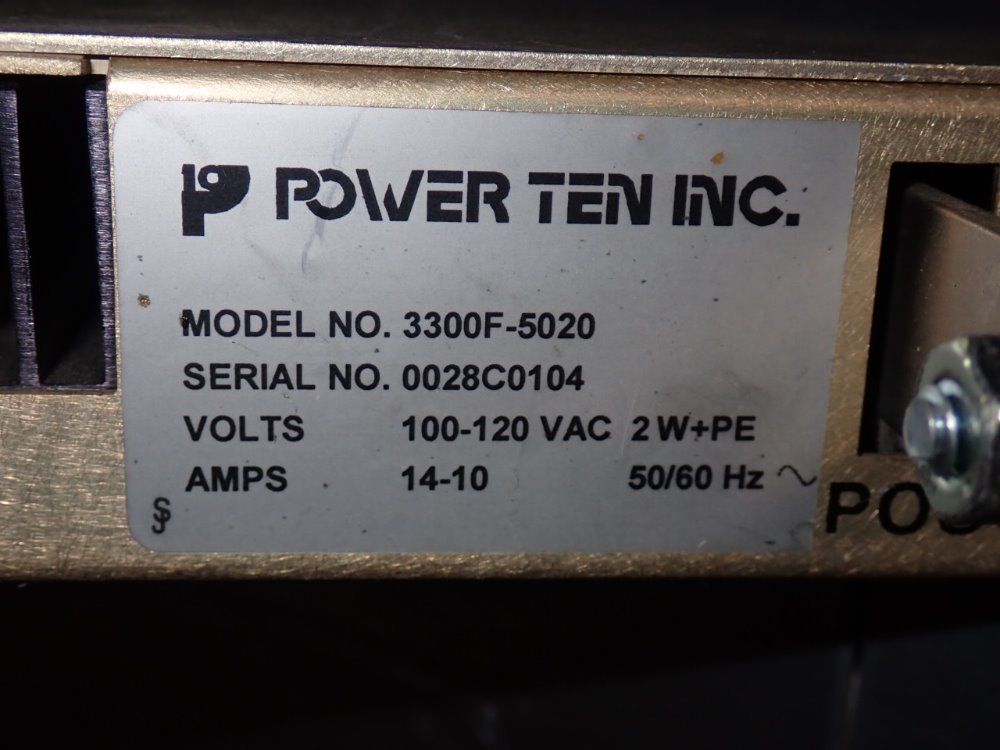 POWER TEN INC.
MODEL NO. 3300F-5020
SERIAL NO. 0028C0104
VOLTS 100-120 VAC 2W+PE
AMPS 14-10 50/60 Hz ~